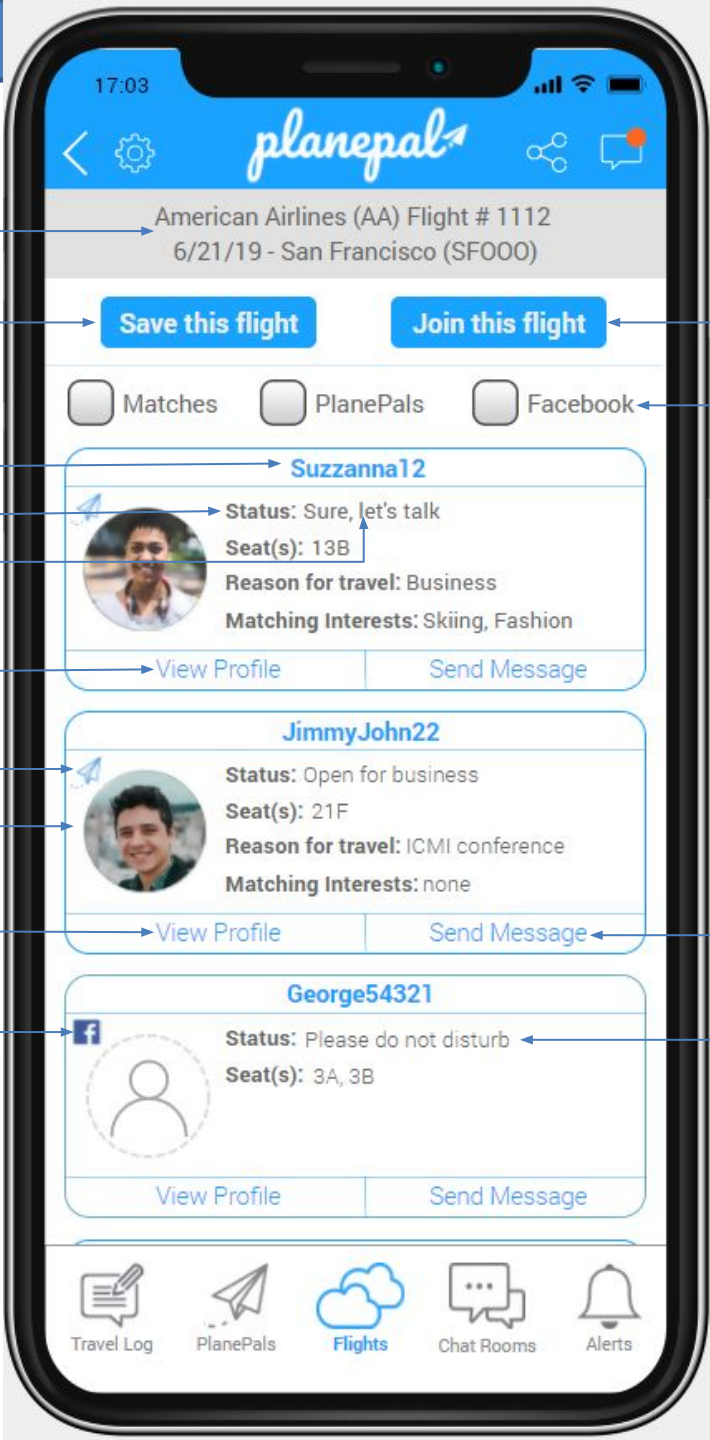 17:03
planepal
American Airlines (AA) Flight # 1112
6/21/19 - San Francisco (SFOOO)
Save this flight
Join this flight
Matches
PlanePals
Facebook
Suzzanna12
Status: Sure, let's talk
Seat(s): 13B
Reason for travel: Business
Matching Interests: Skiing, Fashion
View Profile
Send Message
JimmyJohn22
Status: Open for business
Seat(s): 21F
Reason for travel: ICMI conference
Matching Interests: none
View Profile
Send Message
George54321
f
Status: Please do not disturb
Seat(s): 3A, 3B
View Profile
Send Message
Travel Log
PlanePals
Flights
Chat Rooms
Alerts